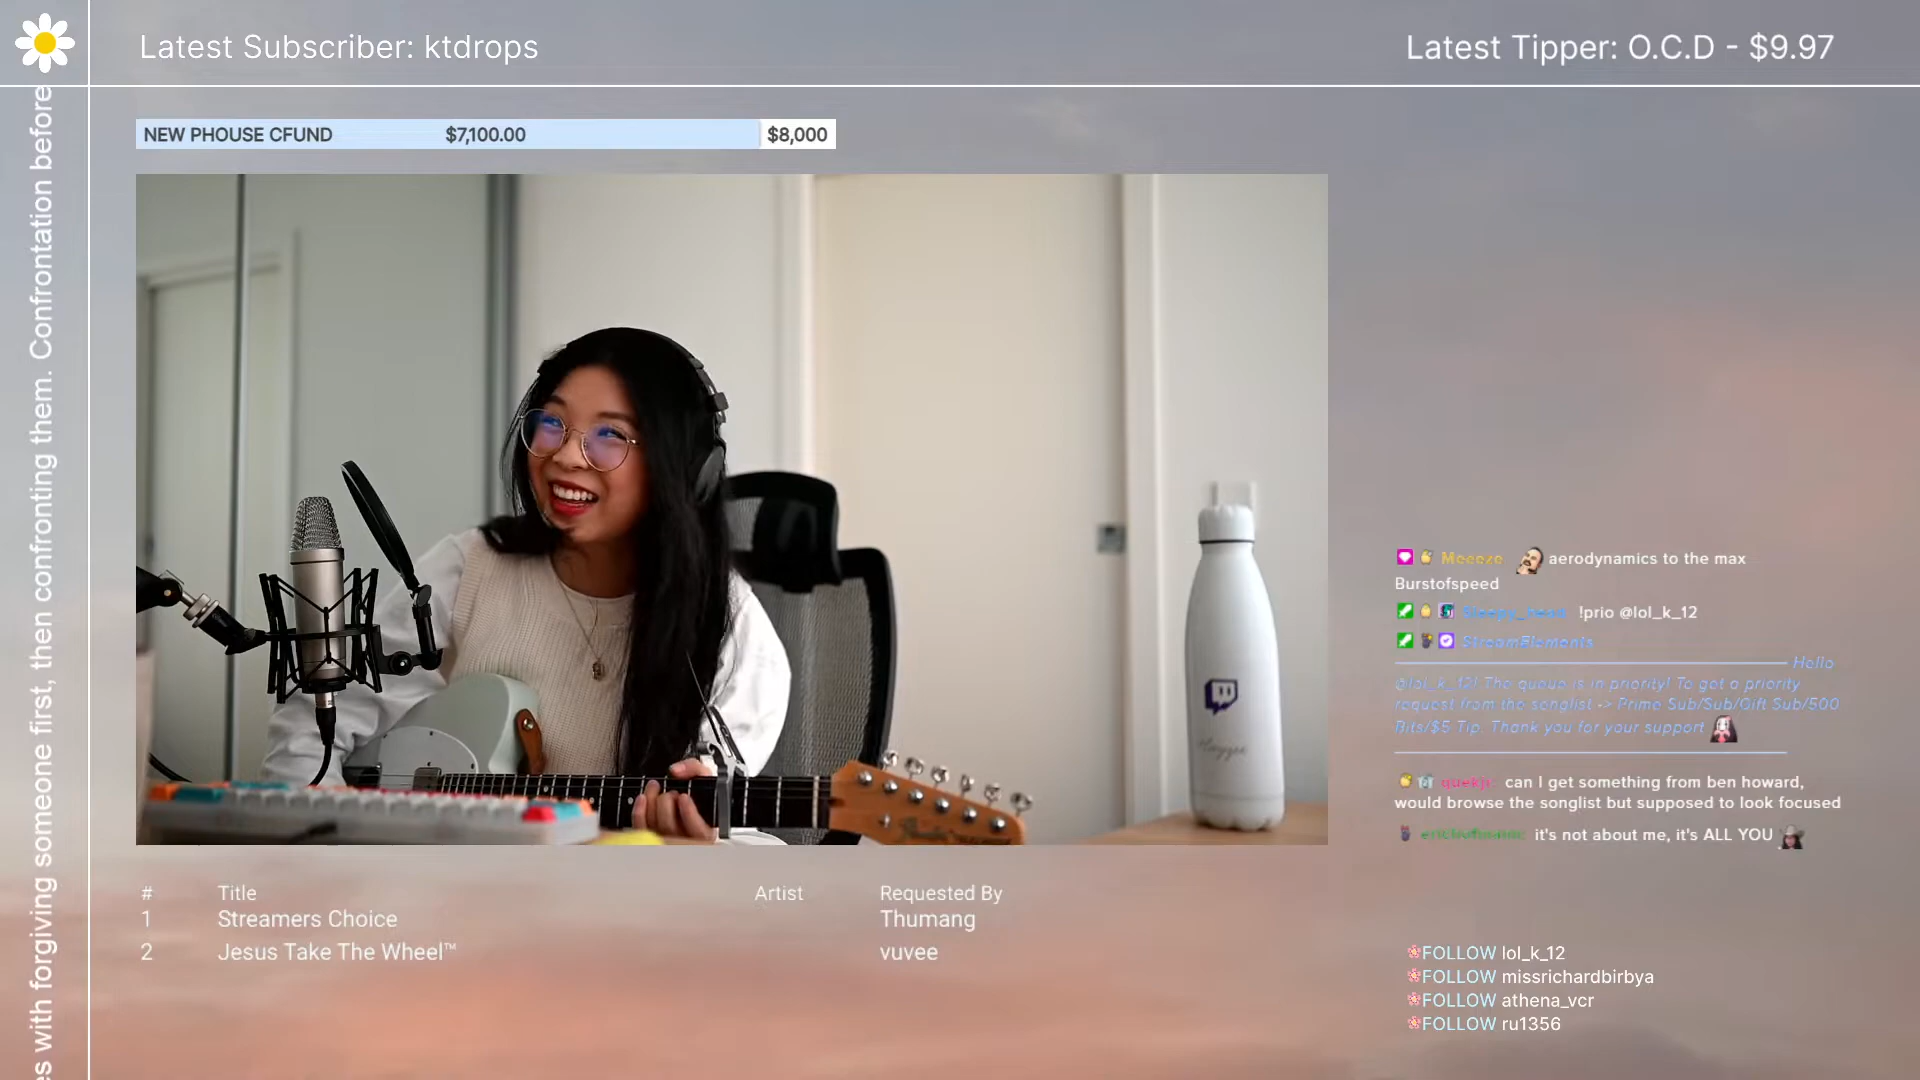 Latest Subscriber: ktdrops
Latest Tipper: O.C.D - $9.97
es with forgiving someone first, then confronting them. Confrontation before
NEW PHOUSE CFUND $7,100.00 $8,000
Meeezo aerodynamics to the max
Burstofspeed
!prio @lol_k_12
StreamElements
Hello
@lol_k_12! The queue is in priority! To get a priority
request from the songlist -> Prime Sub/Sub/Gift Sub/500
Bits/$5 Tip. Thank you for your support
quekp: can I get something from ben howard,
would browse the songlist but supposed to look focused
it's not about me, it's ALL YOU
# Title Artist Requested By
1 Streamers Choice Thumang
2 Jesus Take The Wheel™ vuvee
FOLLOW lol_k_12
FOLLOW missrichardbirbya
FOLLOW athena_vcr
FOLLOW ru1356